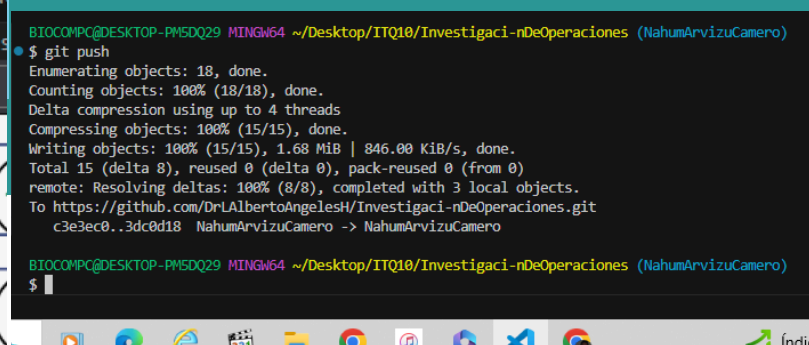 BIOCOMPC@DESKTOP-PM5DQ29 MINGW64 ~/Desktop/ITQ10/Investigaci-nDeOperaciones (NahumArvizuCamero)
$ git push
Enumerating objects: 18, done.
Counting objects: 100% (18/18), done.
Delta compression using up to 4 threads
Compressing objects: 100% (15/15), done.
Writing objects: 100% (15/15), 1.68 MiB | 846.00 KiB/s, done.
Total 15 (delta 8), reused 0 (delta 0), pack-reused 0 (from 0)
remote: Resolving deltas: 100% (8/8), completed with 3 local objects.
To https://github.com/DrLAlbertoAngelesH/Investigaci-nDeOperaciones.git
   c3e3ec0..3dc0d18  NahumArvizuCamero -> NahumArvizuCamero
BIOCOMPC@DESKTOP-PM5DQ29 MINGW64 ~/Desktop/ITQ10/Investigaci-nDeOperaciones (NahumArvizuCamero)
$